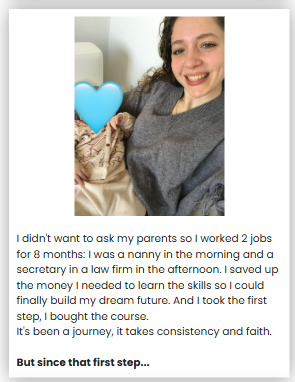 I didn't want to ask my parents so I worked 2 jobs
for 8 months: I was a nanny in the morning and a
secretary in a law firm in the afternoon. I saved up
the money I needed to learn the skills so I could
finally build my dream future. And I took the first
step, I bought the course.
It's been a journey, it takes consistency and faith.
But since that first step...